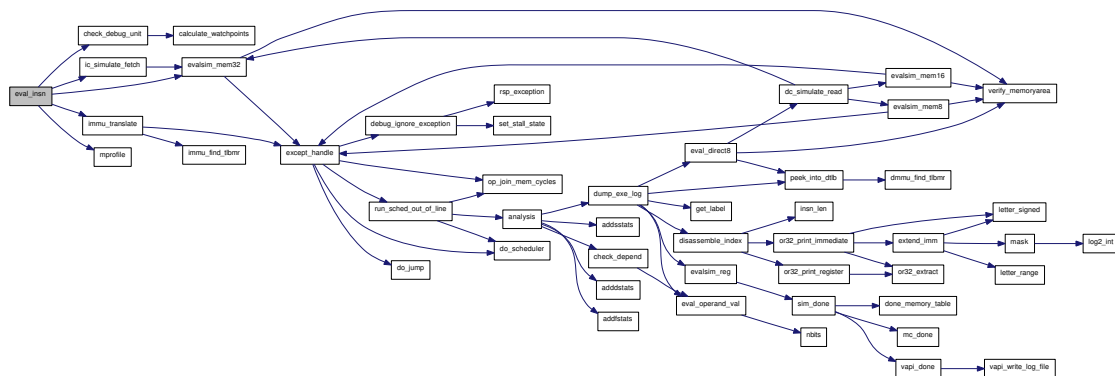 eval_insn
check_debug_unit
calculate_watchpoints
ic_simulate_fetch
evalsim_mem32
immu_translate
immu_find_tlbmr
mprofile
except_handle
debug_ignore_exception
rsp_exception
set_stall_state
op_join_mem_cycles
run_sched_out_of_line
do_scheduler
do_jump
analysis
dump_exe_log
addsstats
check_depend
adddstats
addfstats
eval_direct8
get_label
disassemble_index
evalsim_reg
eval_operand_val
dc_simulate_read
peek_into_dtlb
insn_len
or32_print_immediate
or32_print_register
sim_done
nbits
evalsim_mem16
evalsim_mem8
dmmu_find_tlbmr
extend_imm
or32_extract
done_memory_table
mc_done
vapi_done
verify_memoryarea
letter_signed
mask
letter_range
vapi_write_log_file
log2_int